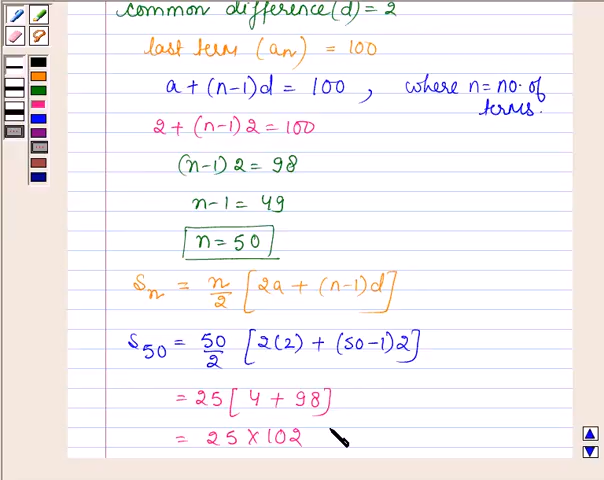 common difference(d) = 2
last term (an) = 100
a + (n-1)d = 100 , where n = no. of
terms.
2 + (n-1) 2 = 100
(n-1) 2 = 98
n-1 = 49
n = 50
Sn = n/2 [2a + (n-1)d]
S50 = 50/2 [2(2) + (50-1)2]
= 25[4 + 98]
= 25 × 102